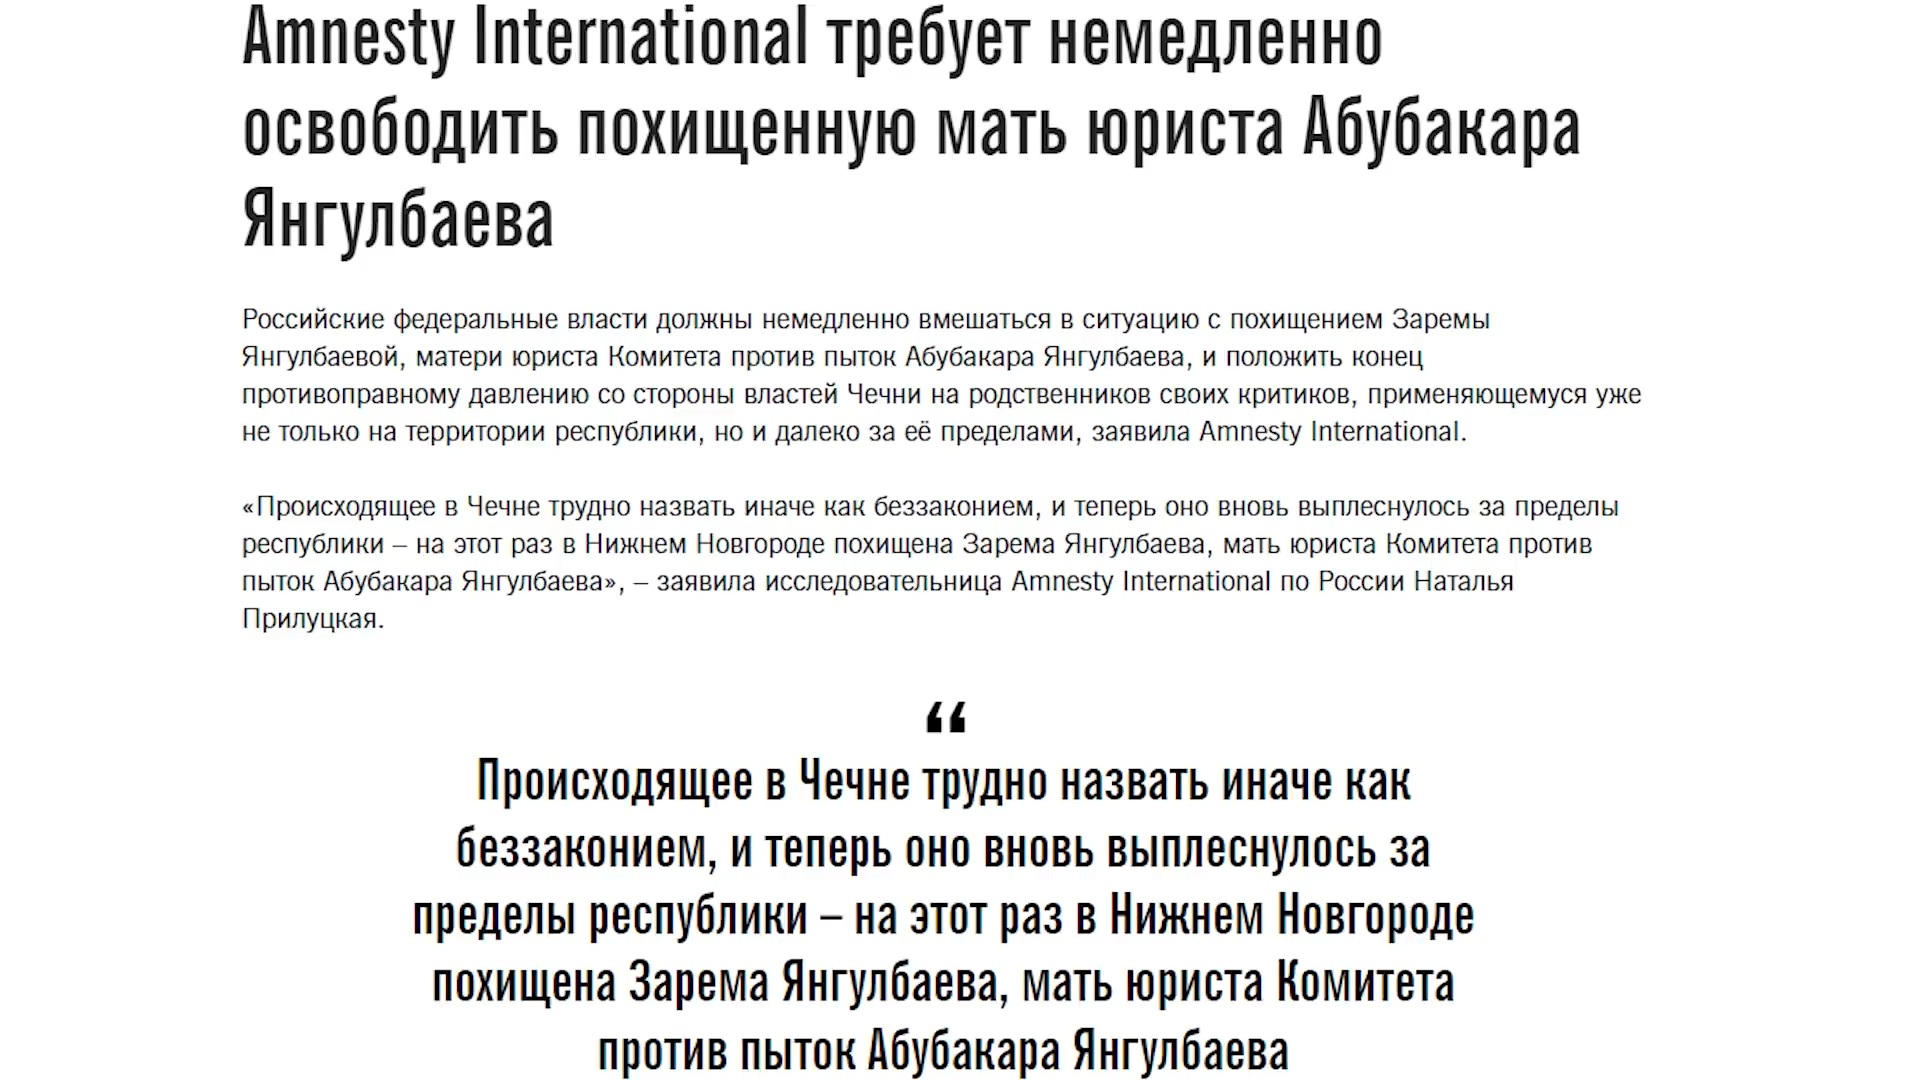 Amnesty International требует немедленно
освободить похищенную мать юриста Абубакара
Янгулбаева
Российские федеральные власти должны немедленно вмешаться в ситуацию с похищением Заремы
Янгулбаевой, матери юриста Комитета против пыток Абубакара Янгулбаева, и положить конец
противоправному давлению со стороны властей Чечни на родственников своих критиков, применяющемуся уже
не только на территории республики, но и далеко за её пределами, заявила Amnesty International.
«Происходящее в Чечне трудно назвать иначе как беззаконием, и теперь оно вновь выплеснулось за пределы
республики – на этот раз в Нижнем Новгороде похищена Зарема Янгулбаева, мать юриста Комитета против
пыток Абубакара Янгулбаева», – заявила исследовательница Amnesty International по России Наталья
Прилуцкая.
“
Происходящее в Чечне трудно назвать иначе как
беззаконием, и теперь оно вновь выплеснулось за
пределы республики – на этот раз в Нижнем Новгороде
похищена Зарема Янгулбаева, мать юриста Комитета
против пыток Абубакара Янгулбаева